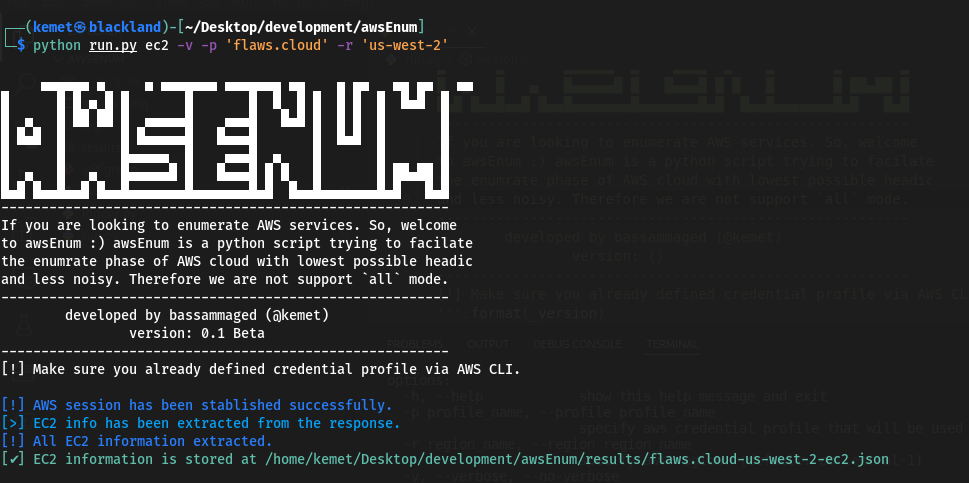 ┌──(kemet㉿blackland)-[~/Desktop/development/awsEnum]
└─$ python run.py ec2 -v -p 'flaws.cloud' -r 'us-west-2'
--------------------------------------------------------
If you are looking to enumerate AWS services. So, welcome
to awsEnum :) awsEnum is a python script trying to facilate
the enumrate phase of AWS cloud with lowest possible headic
and less noisy. Therefore we are not support `all` mode.
--------------------------------------------------------
developed by bassammaged (@kemet)
version: 0.1 Beta
--------------------------------------------------------
[!] Make sure you already defined credential profile via AWS CLI.
[!] AWS session has been stablished successfully.
[>] EC2 info has been extracted from the response.
[!] All EC2 information extracted.
[✔] EC2 information is stored at /home/kemet/Desktop/development/awsEnum/results/flaws.cloud-us-west-2-ec2.json